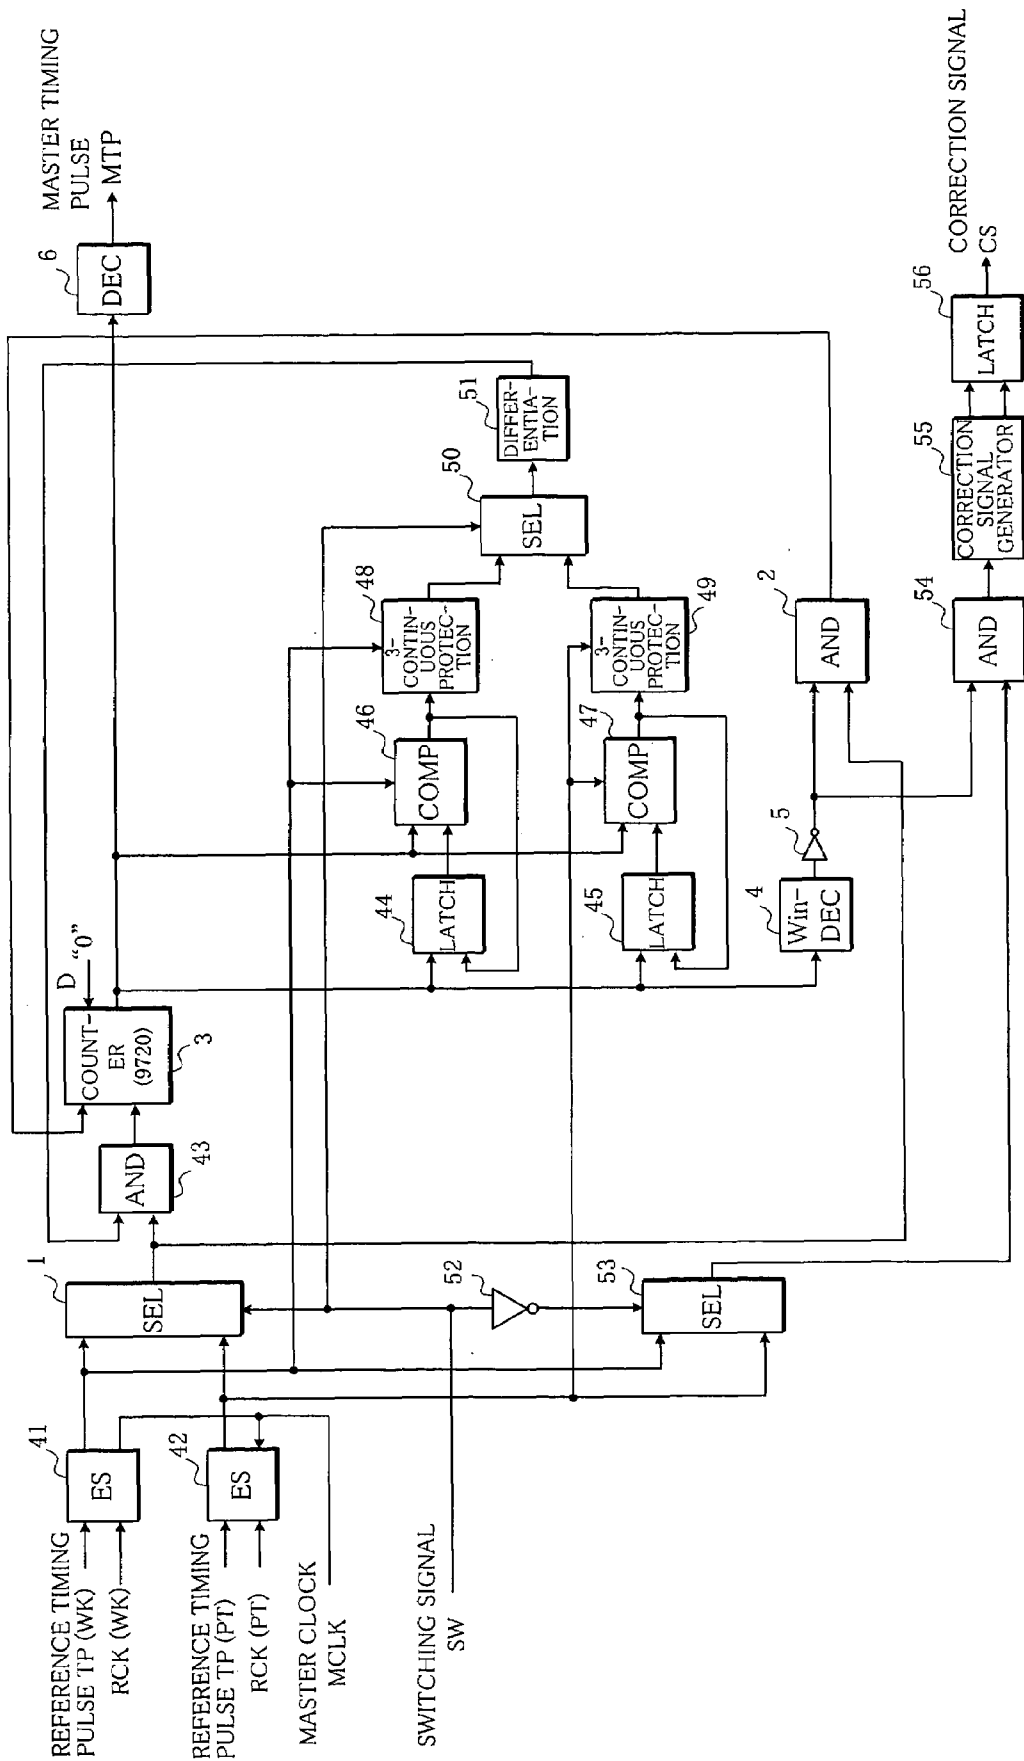 REFERENCE TIMING
PULSE TP (WK)
RCK (WK)
REFERENCE TIMING
PULSE TP (PT)
RCK (PT)
MASTER CLOCK
MCLK
SWITCHING SIGNAL
SW
41
ES
42
ES
1
SEL
52
53
SEL
AND
43
COUNT-
ER
(9720)
3
D
“0”
44
LATCH
45
LATCH
4
Win-
DEC
5
46
COMP
47
COMP
48
3-
CONTIN-
UOUS
PROTEC-
TION
3-
CONTIN-
UOUS
PROTEC-
TION
49
2
AND
54
AND
50
SEL
51
DIFFER-
ENTIA-
TION
55
CORRECTION
SIGNAL
GENERATOR
56
LATCH
6
DEC
MASTER TIMING
PULSE
MTP
CORRECTION SIGNAL
CS